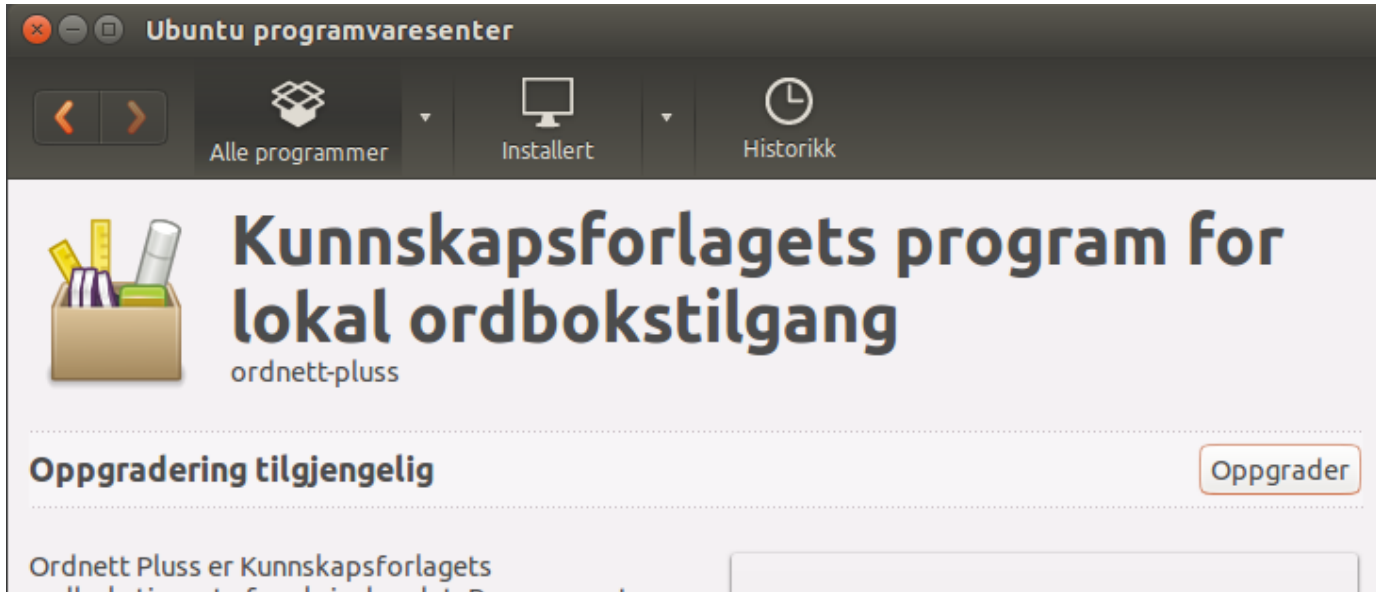 Ubuntu programvaresenter
Alle programmer
Installert
Historikk
Kunnskapsforlagets program for
lokal ordbokstilgang
ordnett-pluss
Oppgradering tilgjengelig
Oppgrader
Ordnett Pluss er Kunnskapsforlagets